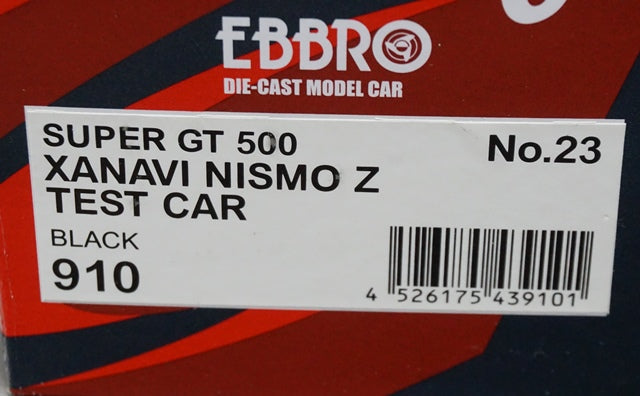 EBBRO
DIE-CAST MODEL CAR
SUPER GT 500 No.23
XANAVI NISMO Z
TEST CAR
BLACK
910
4 526175 439101